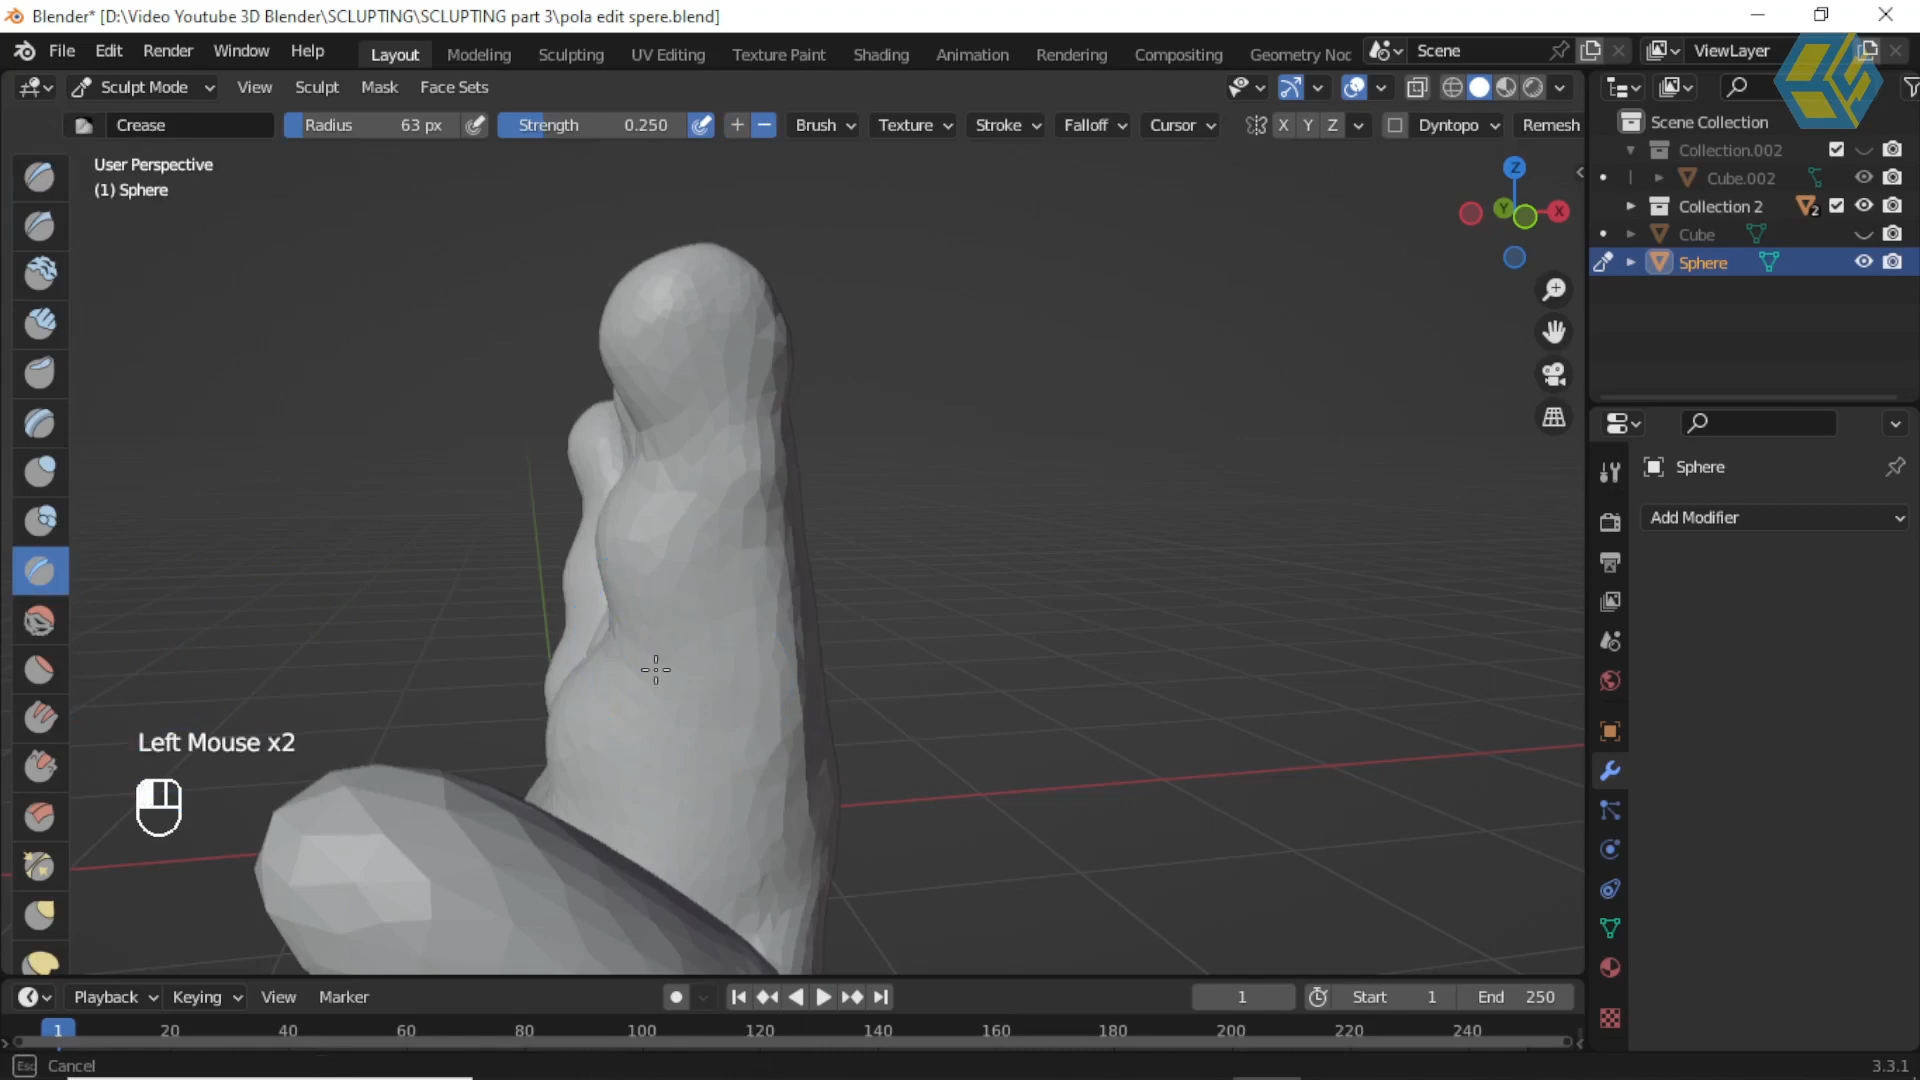 Blender* [D:\Video Youtube 3D Blender\SCLUPTING\SCLUPTING part 3\pola edit spere.blend]
File Edit Render Window Help Layout Modeling Sculpting UV Editing Texture Paint Shading Animation Rendering Compositing Geometry Noc Scene ViewLayer
Sculpt Mode View Sculpt Mask Face Sets
Crease Radius 63 px Strength 0.250 Brush Texture Stroke Falloff Cursor X Y Z Dyntopo Remesh
User Perspective
(1) Sphere
Z
Y
X
Scene Collection
Collection.002
Cube.002
Collection 2 2
Cube
Sphere
Sphere
Add Modifier
Left Mouse x2
Playback Keying View Marker 1 Start 1 End 250
1 20 40 60 80 100 120 140 160 180 200 220 240
Esc Cancel 3.3.1